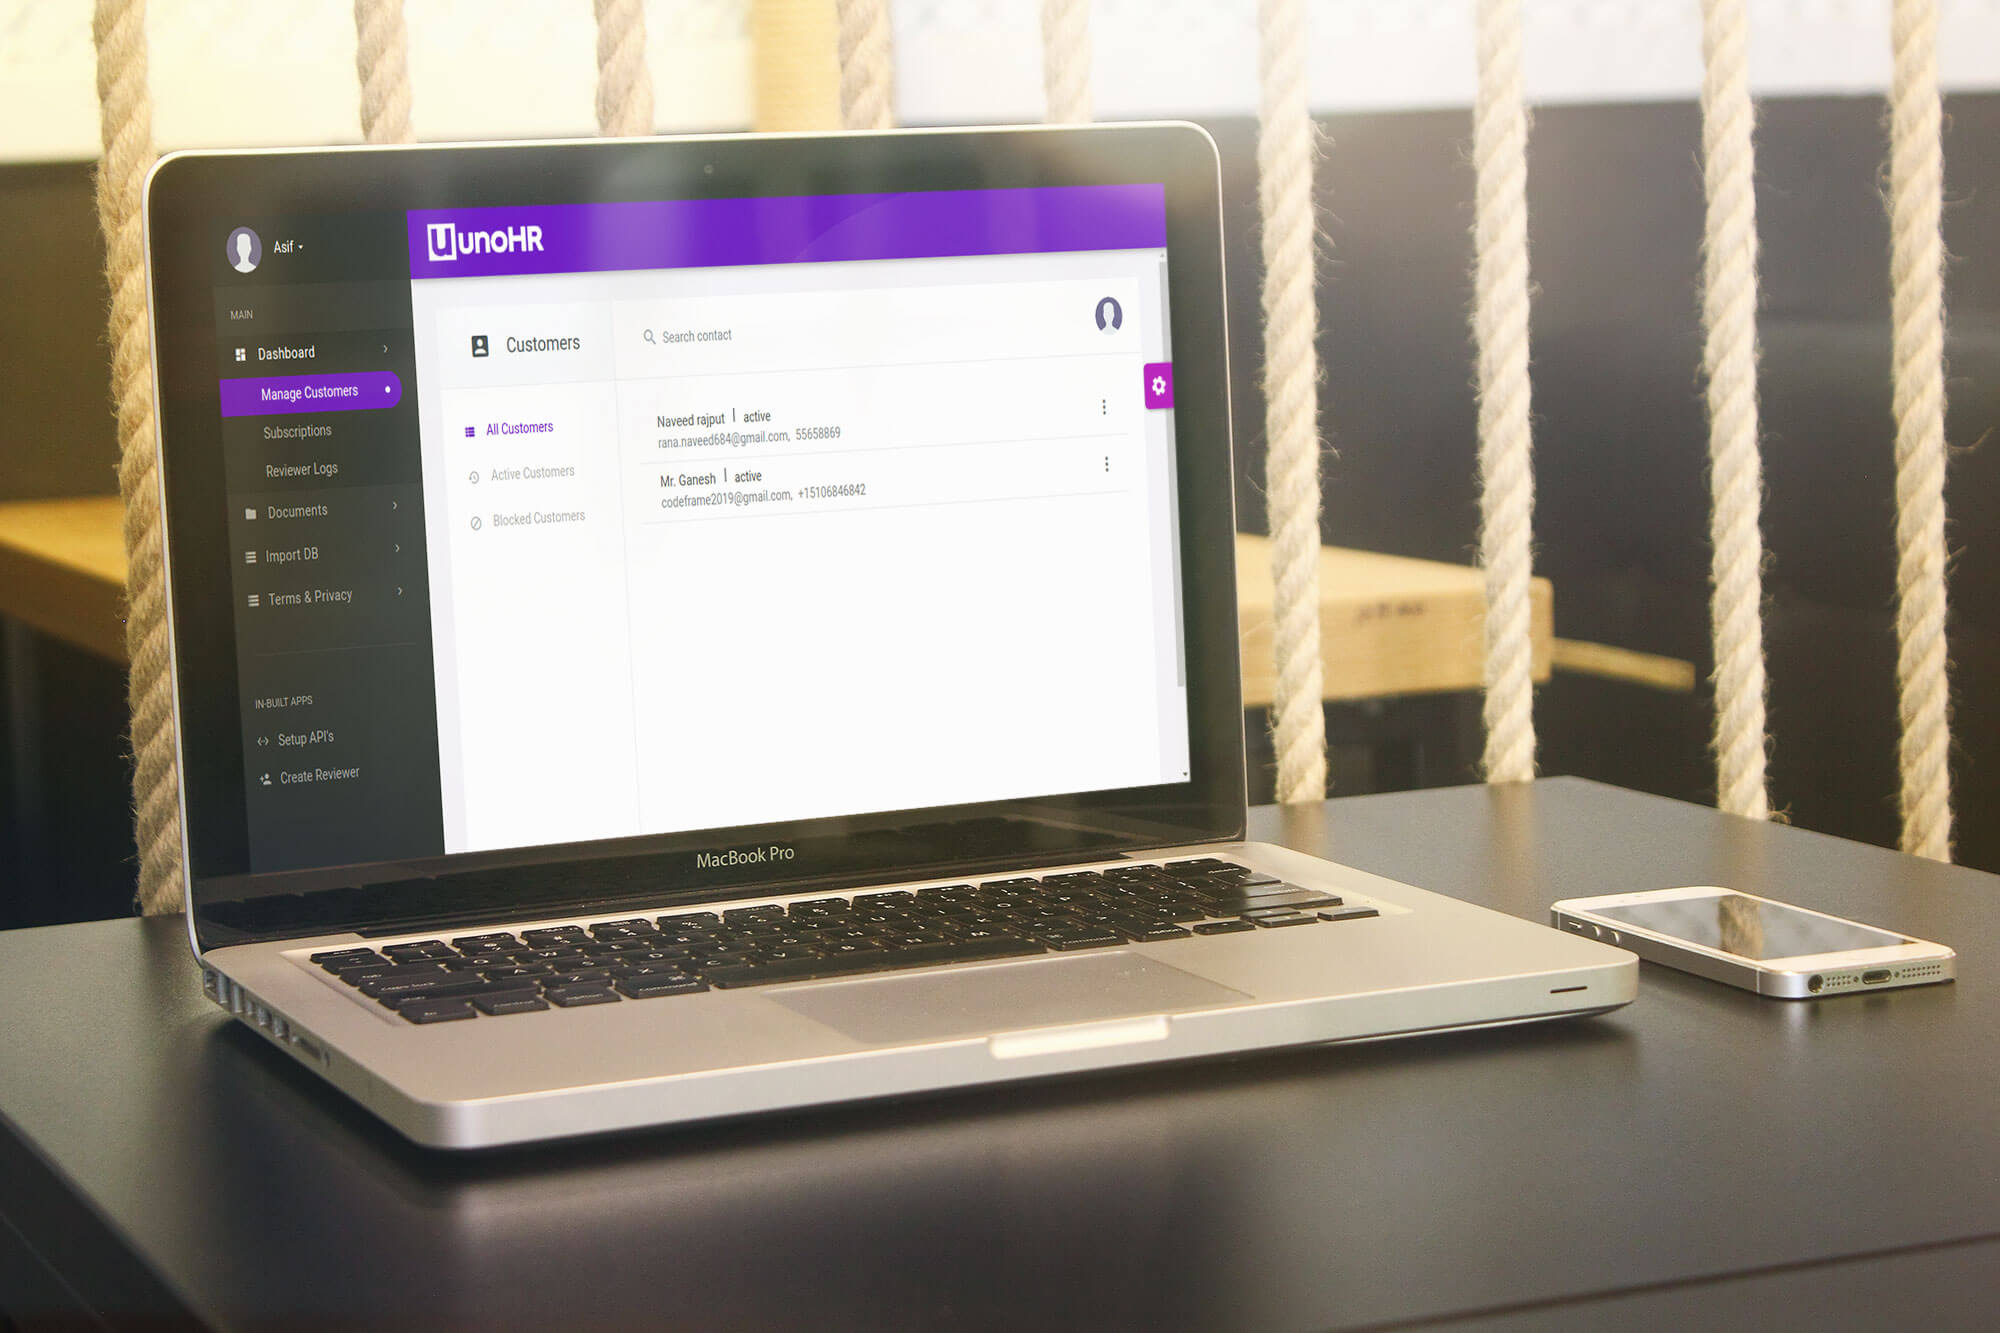 Asif
MAIN
Dashboard
Manage Customers
Subscriptions
Reviewer Logs
Documents
Import DB
Terms & Privacy
IN-BUILT APPS
Setup API's
Create Reviewer
U unoHR
Customers
Search contact
All Customers
Active Customers
Blocked Customers
Naveed rajput | active
rana.naveed684@gmail.com, 55658869
Mr. Ganesh | active
codeframe2019@gmail.com, +15106846842
MacBook Pro